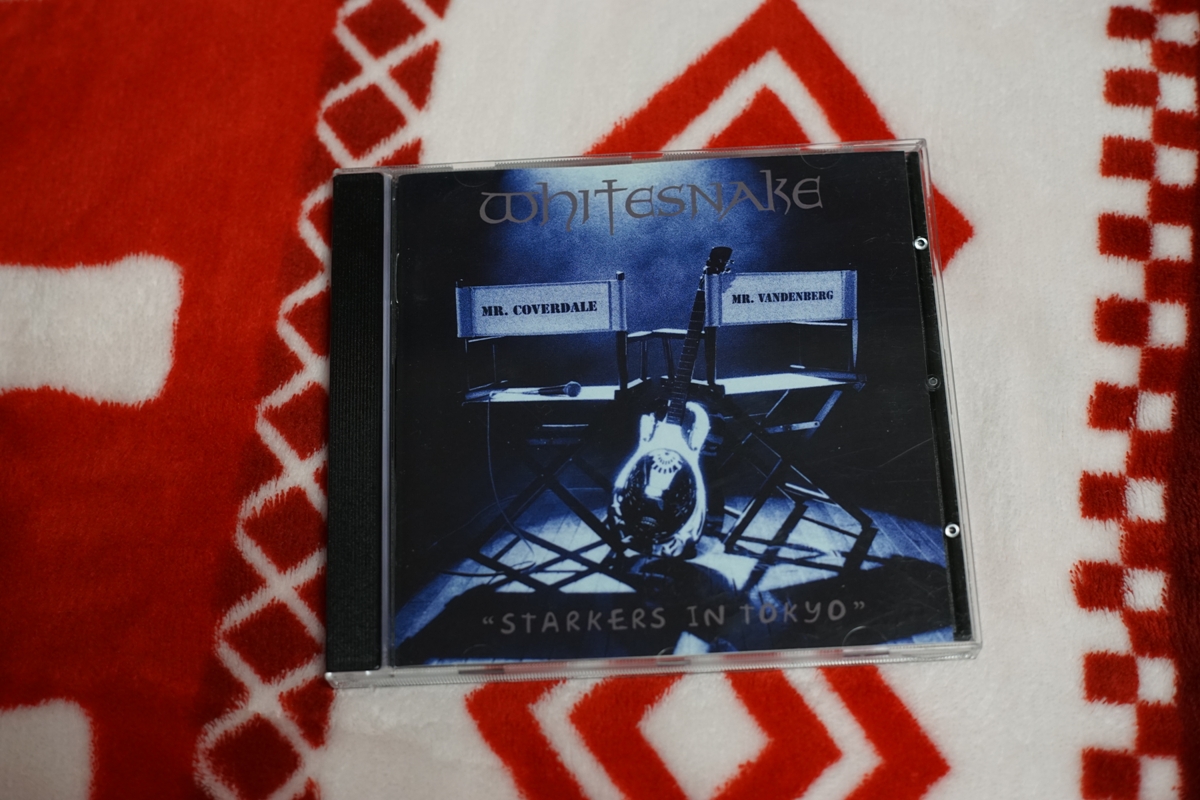 WHITESNAKE
MR. COVERDALE
MR. VANDENBERG
"STARKERS IN TOKYO"